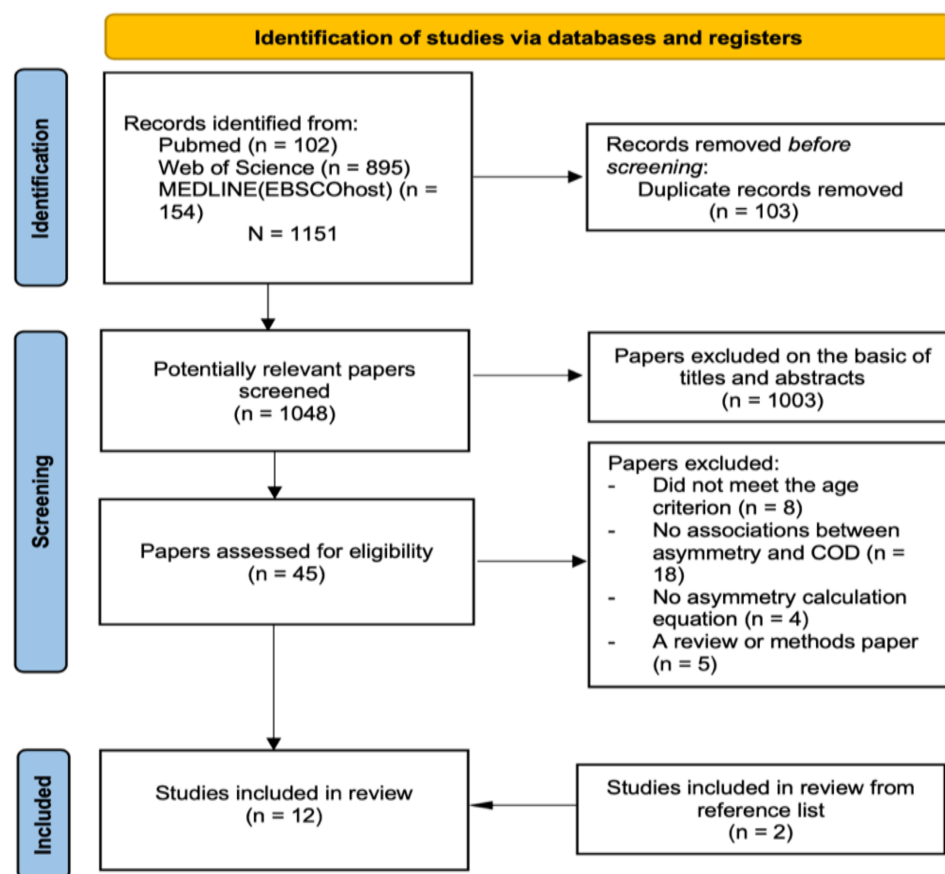 Identification of studies via databases and registers
Identification
Records identified from:
Pubmed (n = 102)
Web of Science (n = 895)
MEDLINE(EBSCOhost) (n =
154)
N = 1151
Records removed before
screening:
Duplicate records removed
(n = 103)
Screening
Potentially relevant papers
screened
(n = 1048)
Papers excluded on the basic of
titles and abstracts
(n = 1003)
Papers assessed for eligibility
(n = 45)
Papers excluded:
- Did not meet the age
criterion (n = 8)
- No associations between
asymmetry and COD (n =
18)
- No asymmetry calculation
equation (n = 4)
- A review or methods paper
(n = 5)
Included
Studies included in review
(n = 12)
Studies included in review from
reference list
(n = 2)